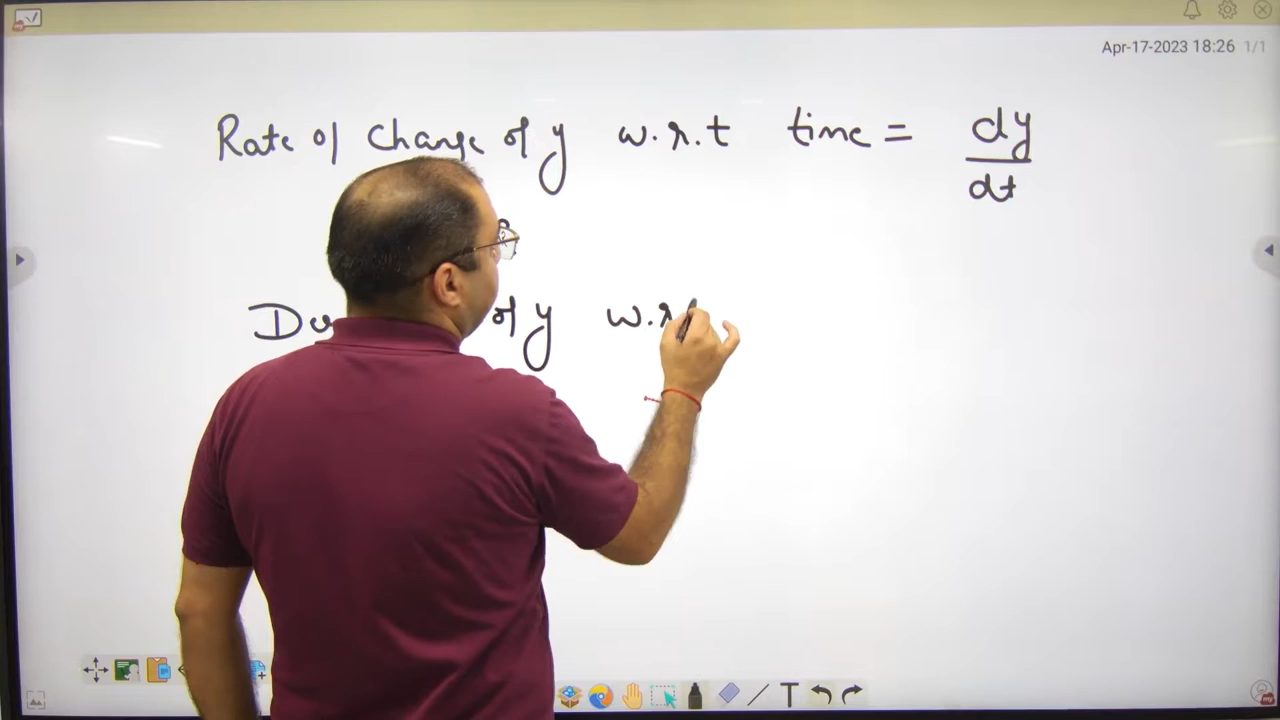 Apr-17-2023 18:26 1/1
Rate of change of y w.r.t time = dy
dt
of y w.r
T